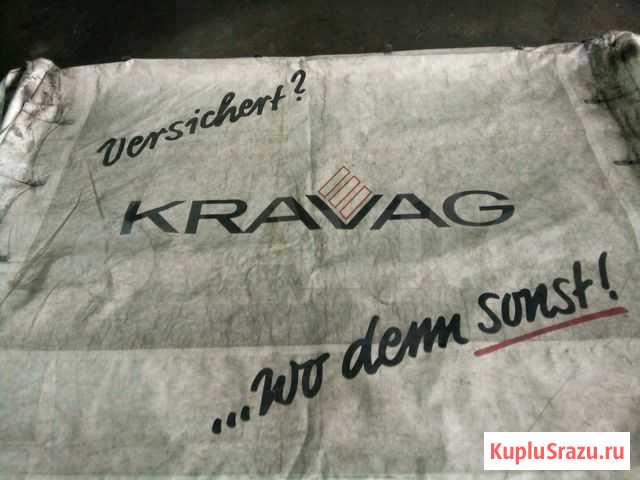 Versichert?
KRAVAG
...wo denn sonst!
KupluSrazu.ru